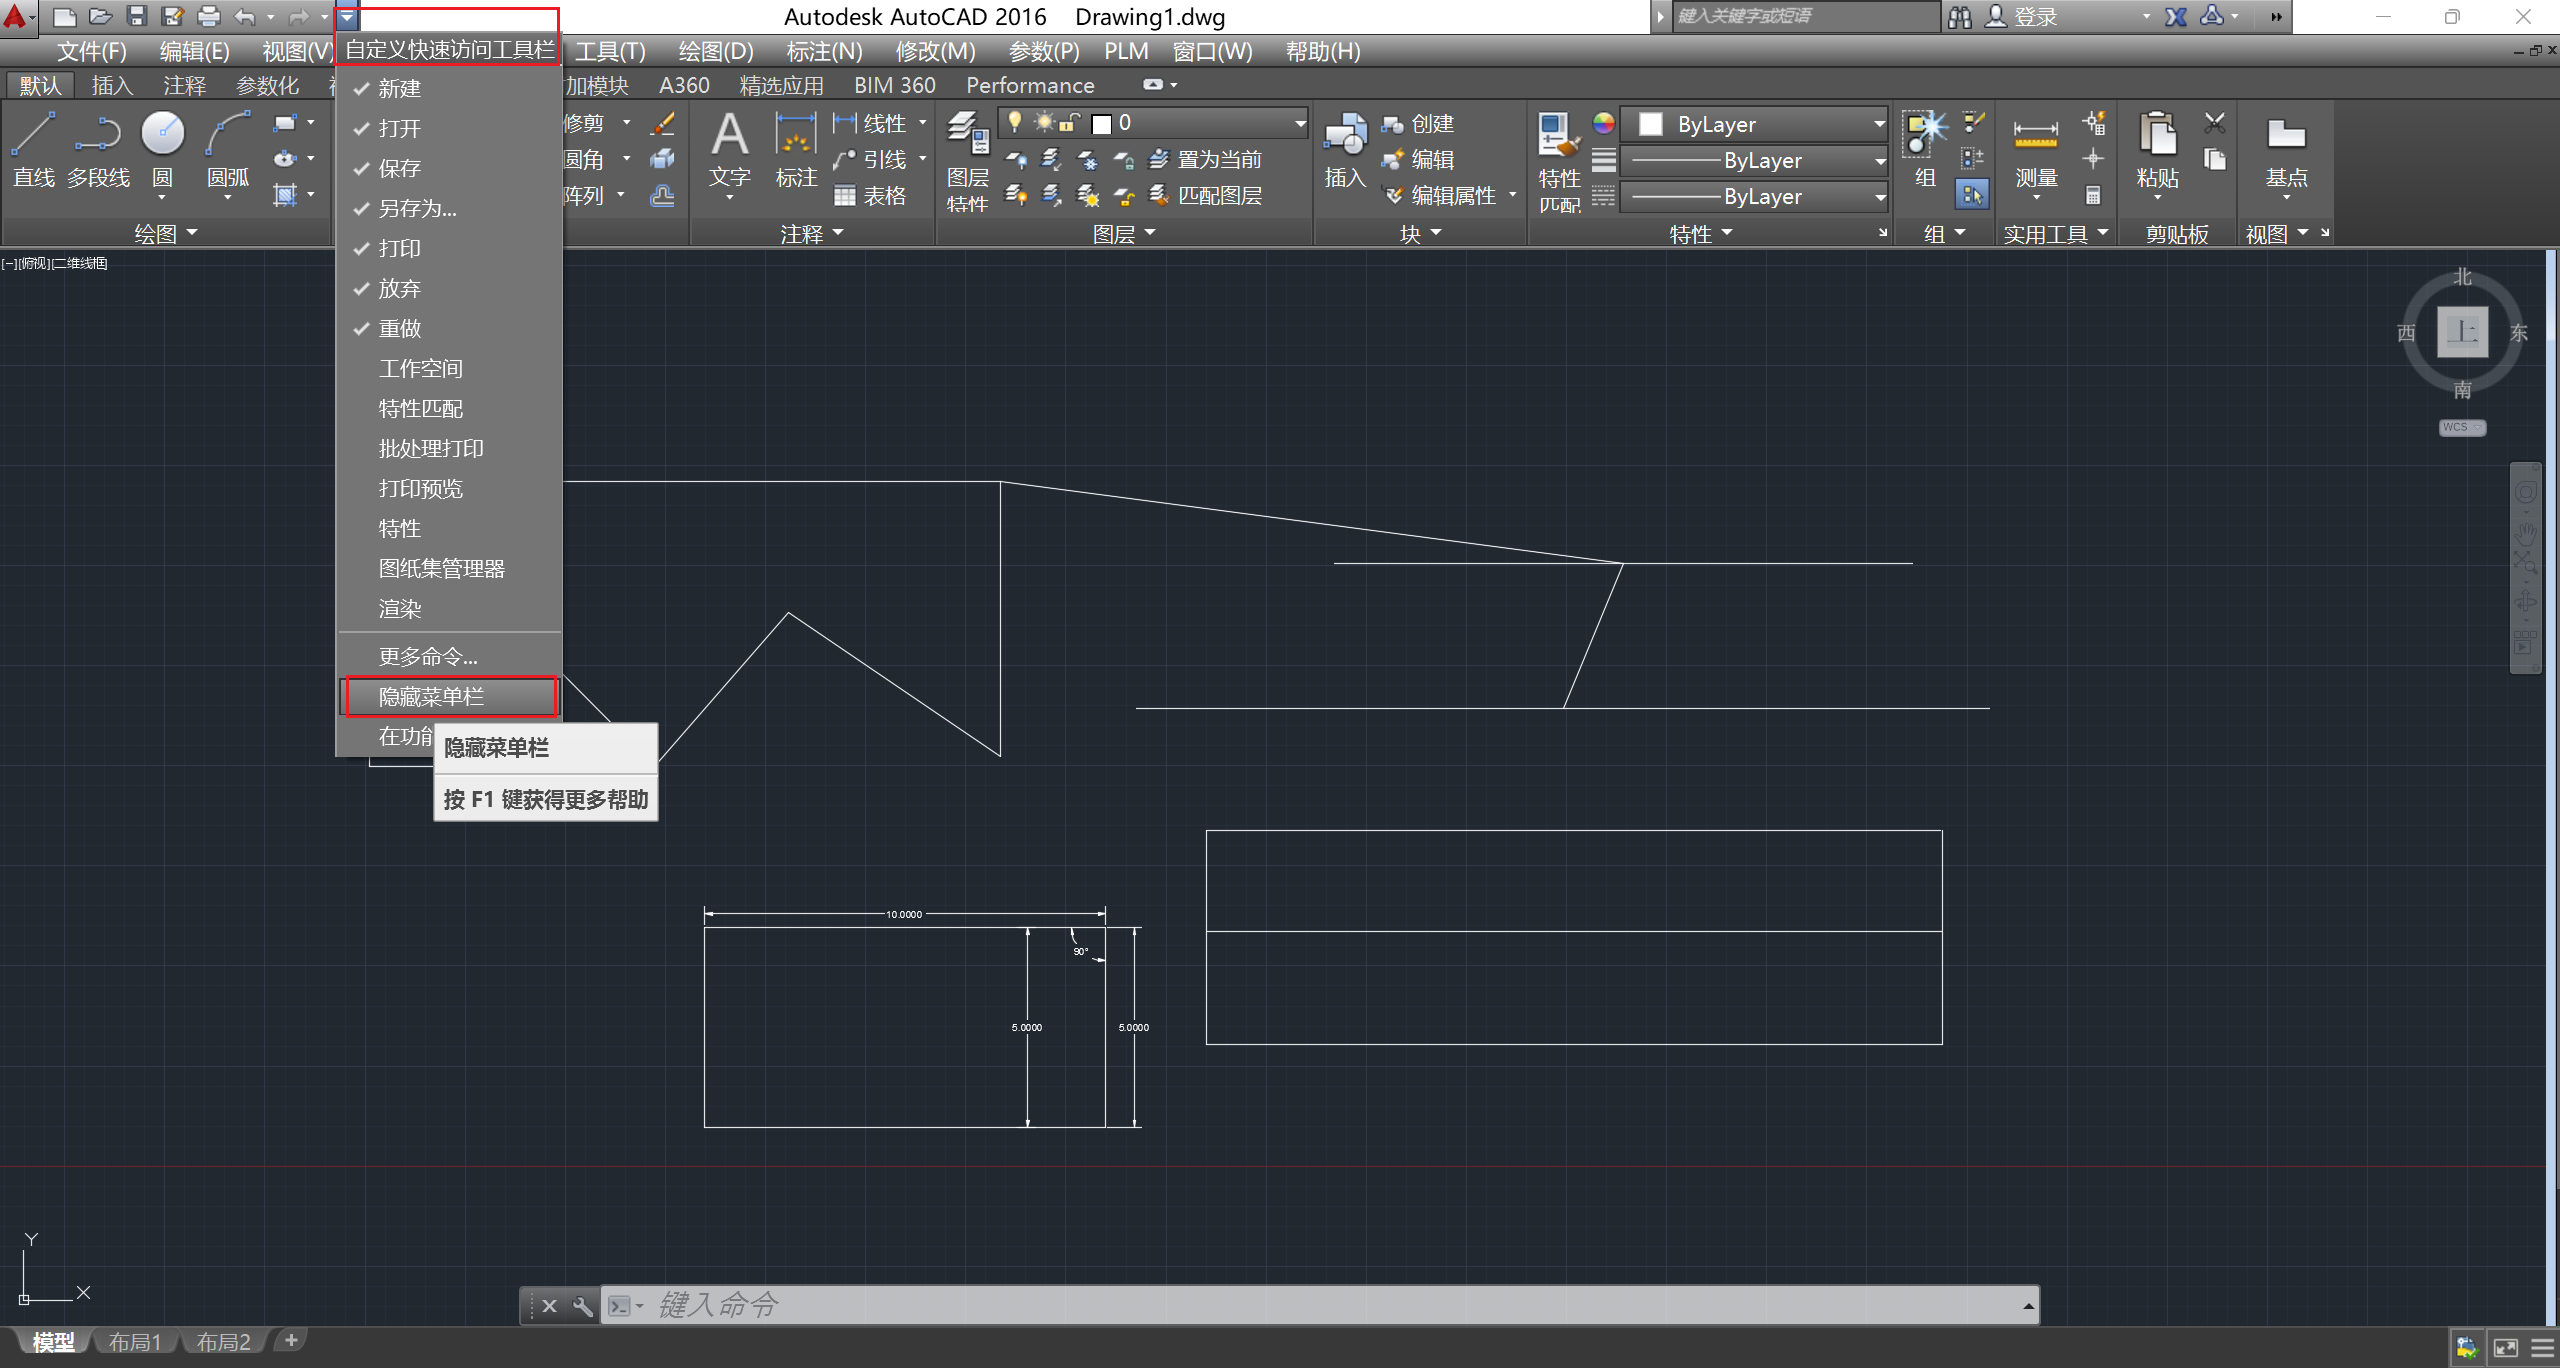 Autodesk AutoCAD 2016 Drawing1.dwg
键入关键字或短语
登录
文件(F) 编辑(E) 视图(V) 自定义快速访问工具栏 工具(T) 绘图(D) 标注(N) 修改(M) 参数(P) PLM 窗口(W) 帮助(H)
默认 插入 注释 参数化 加模块 A360 精选应用 BIM 360 Performance
直线 多段线 圆 圆弧
绘图
修剪
圆角
阵列
文字 标注
线性
引线
表格
注释
图层
特性
0
置为当前
匹配图层
图层
插入
创建
编辑
编辑属性
块
特性
匹配
ByLayer
ByLayer
ByLayer
特性
组
组
测量
实用工具
粘贴
剪贴板
基点
视图
新建
打开
保存
另存为...
打印
放弃
重做
工作空间
特性匹配
批处理打印
打印预览
特性
图纸集管理器
渲染
更多命令...
隐藏菜单栏
在功能
隐藏菜单栏
按 F1 键获得更多帮助
[−][俯视][二维线框]
北
西 上 东
南
WCS
10.0000
90°
5.0000
5.0000
Y
X
键入命令
模型 布局1 布局2 +